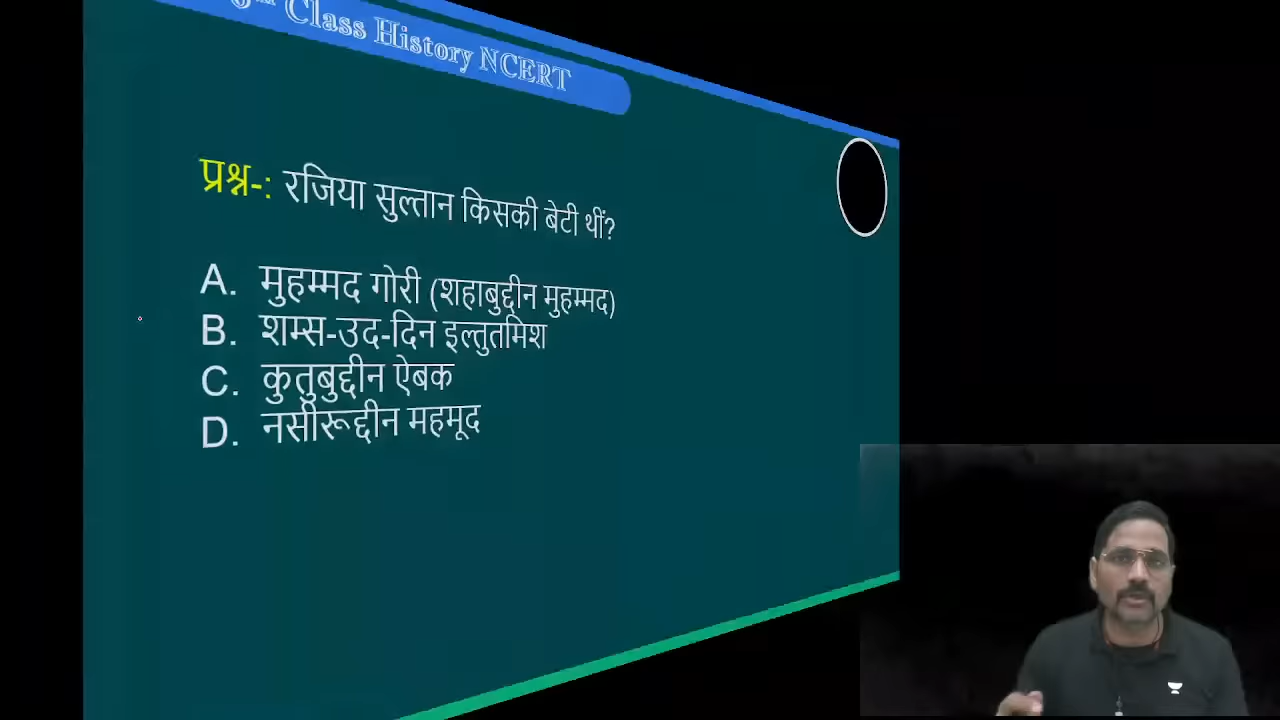 Class History NCERT
प्रश्न-: रजिया सुल्तान किसकी बेटी थीं?
A. मुहम्मद गोरी (शहाबुद्दीन मुहम्मद)
B. शम्स-उद-दिन इल्तुतमिश
C. कुतुबुद्दीन ऐबक
D. नसीरूद्दीन महमूद